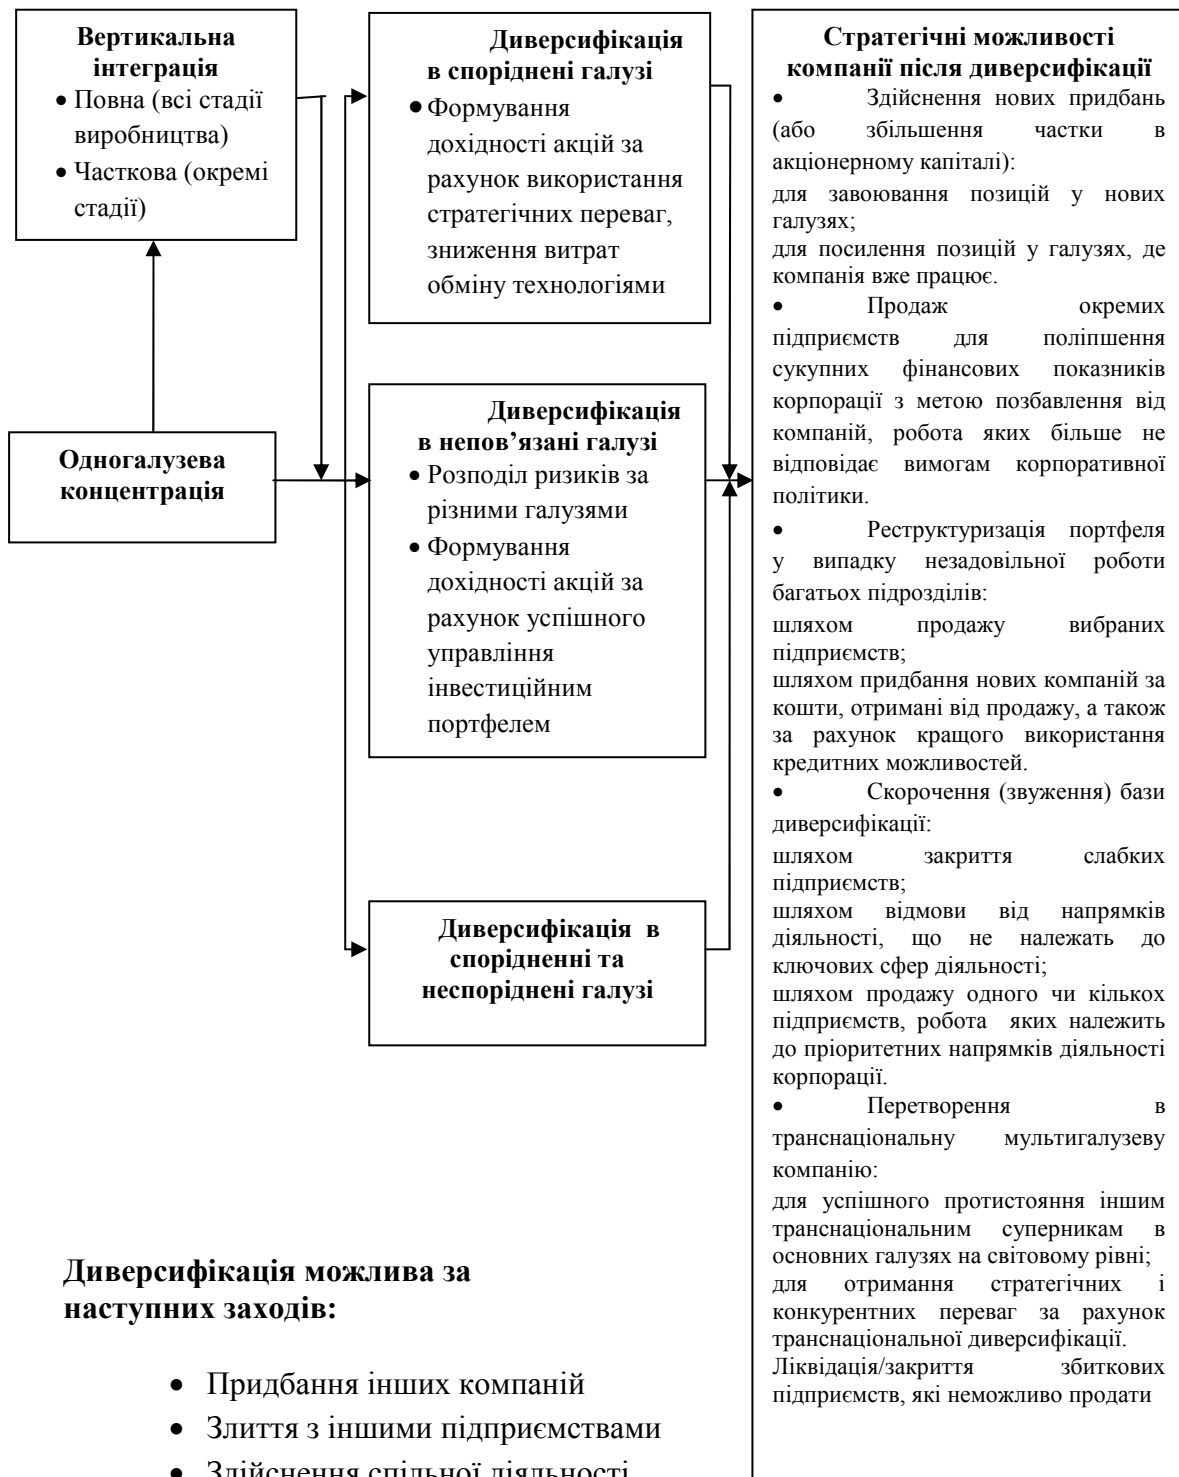 Вертикальна
інтеграція
• Повна (всі стадії
виробництва)
• Часткова (окремі
стадії)
Одногалузева
концентрація
Диверсифікація
в споріднені галузі
• Формування
дохідності акцій за
рахунок використання
стратегічних переваг,
зниження витрат
обміну технологіями
Диверсифікація
в непов’язані галузі
• Розподіл ризиків за
різними галузями
• Формування
дохідності акцій за
рахунок успішного
управління
інвестиційним
портфелем
Диверсифікація в
спорідненні та
неспоріднені галузі
Стратегічні можливості
компанії після диверсифікації
• Здійснення нових придбань
(або збільшення частки в
акціонерному капіталі):
для завоювання позицій у нових
галузях;
для посилення позицій у галузях, де
компанія вже працює.
• Продаж окремих
підприємств для поліпшення
сукупних фінансових показників
корпорації з метою позбавлення від
компаній, робота яких більше не
відповідає вимогам корпоративної
політики.
• Реструктуризація портфеля
у випадку незадовільної роботи
багатьох підрозділів:
шляхом продажу вибраних
підприємств;
шляхом придбання нових компаній за
кошти, отримані від продажу, а також
за рахунок кращого використання
кредитних можливостей.
• Скорочення (звуження) бази
диверсифікації:
шляхом закриття слабких
підприємств;
шляхом відмови від напрямків
діяльності, що не належать до
ключових сфер діяльності;
шляхом продажу одного чи кількох
підприємств, робота яких належить
до пріоритетних напрямків діяльності
корпорації.
• Перетворення в
транснаціональну мультигалузеву
компанію:
для успішного протистояння іншим
транснаціональним суперникам в
основних галузях на світовому рівні;
для отримання стратегічних і
конкурентних переваг за рахунок
транснаціональної диверсифікації.
Ліквідація/закриття збиткових
підприємств, які неможливо продати
Диверсифікація можлива за
наступних заходів:
• Придбання інших компаній
• Злиття з іншими підприємствами
• Здійснення спільної діяльності